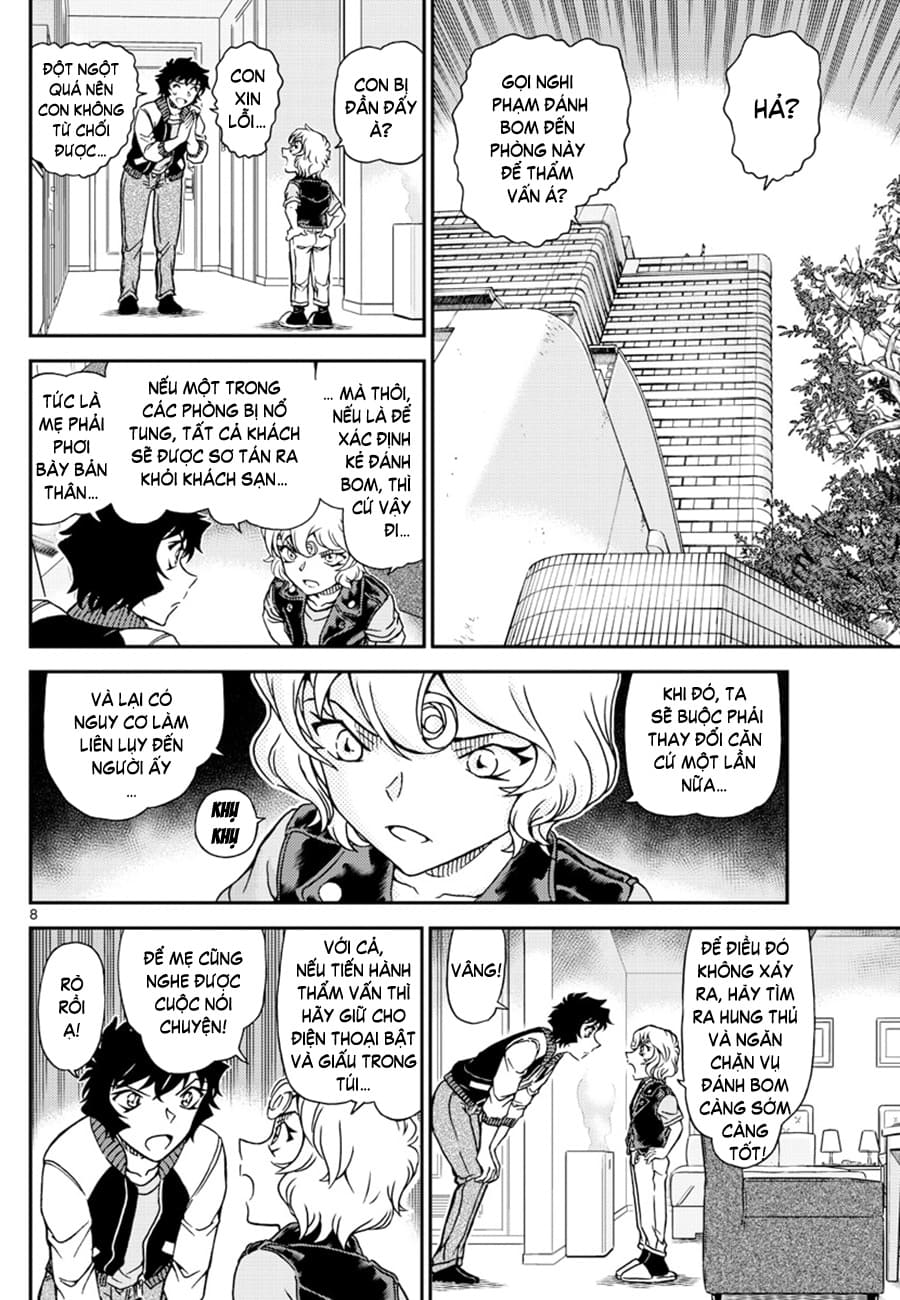 HẢ?
GỌI NGHI
PHẠM ĐÁNH
BOM ĐẾN
PHÒNG NÀY
ĐỂ THẨM
VẤN Á?
CON BỊ
ĐẦN ĐẤY
À?
CON
XIN
LỖI...
ĐỘT NGỘT
QUÁ NÊN
CON KHÔNG
TỪ CHỐI
ĐƯỢC...
... MÀ THÔI,
NẾU LÀ ĐỂ
XÁC ĐỊNH
KẺ ĐÁNH
BOM, THÌ
CỨ VẬY
ĐI...
NẾU MỘT TRONG
CÁC PHÒNG BỊ NỔ
TUNG, TẤT CẢ KHÁCH
SẼ ĐƯỢC SƠ TÁN RA
KHỎI KHÁCH SẠN...
TỨC LÀ
MẸ PHẢI
PHƠI
BÀY BẢN
THÂN...
KHI ĐÓ, TA
SẼ BUỘC PHẢI
THAY ĐỔI CĂN
CỨ MỘT LẦN
NỮA...
VÀ LẠI CÓ
NGUY CƠ LÀM
LIÊN LỤY ĐẾN
NGƯỜI ẤY
...
KHỤ
KHỤ
ĐỂ ĐIỀU ĐÓ
KHÔNG XẢY
RA, HÃY TÌM
RA HUNG THỦ
VÀ NGĂN
CHẶN VỤ
ĐÁNH BOM
CÀNG SỚM
CÀNG
TỐT!
VÂNG!
VỚI CẢ,
NẾU TIẾN HÀNH
THẨM VẤN THÌ
HÃY GIỮ CHO
ĐIỆN THOẠI BẬT
VÀ GIẤU TRONG
TÚI...
ĐỂ MẸ CŨNG
NGHE ĐƯỢC
CUỘC NÓI
CHUYỆN!
RÒ
RỒI
Ạ!
8